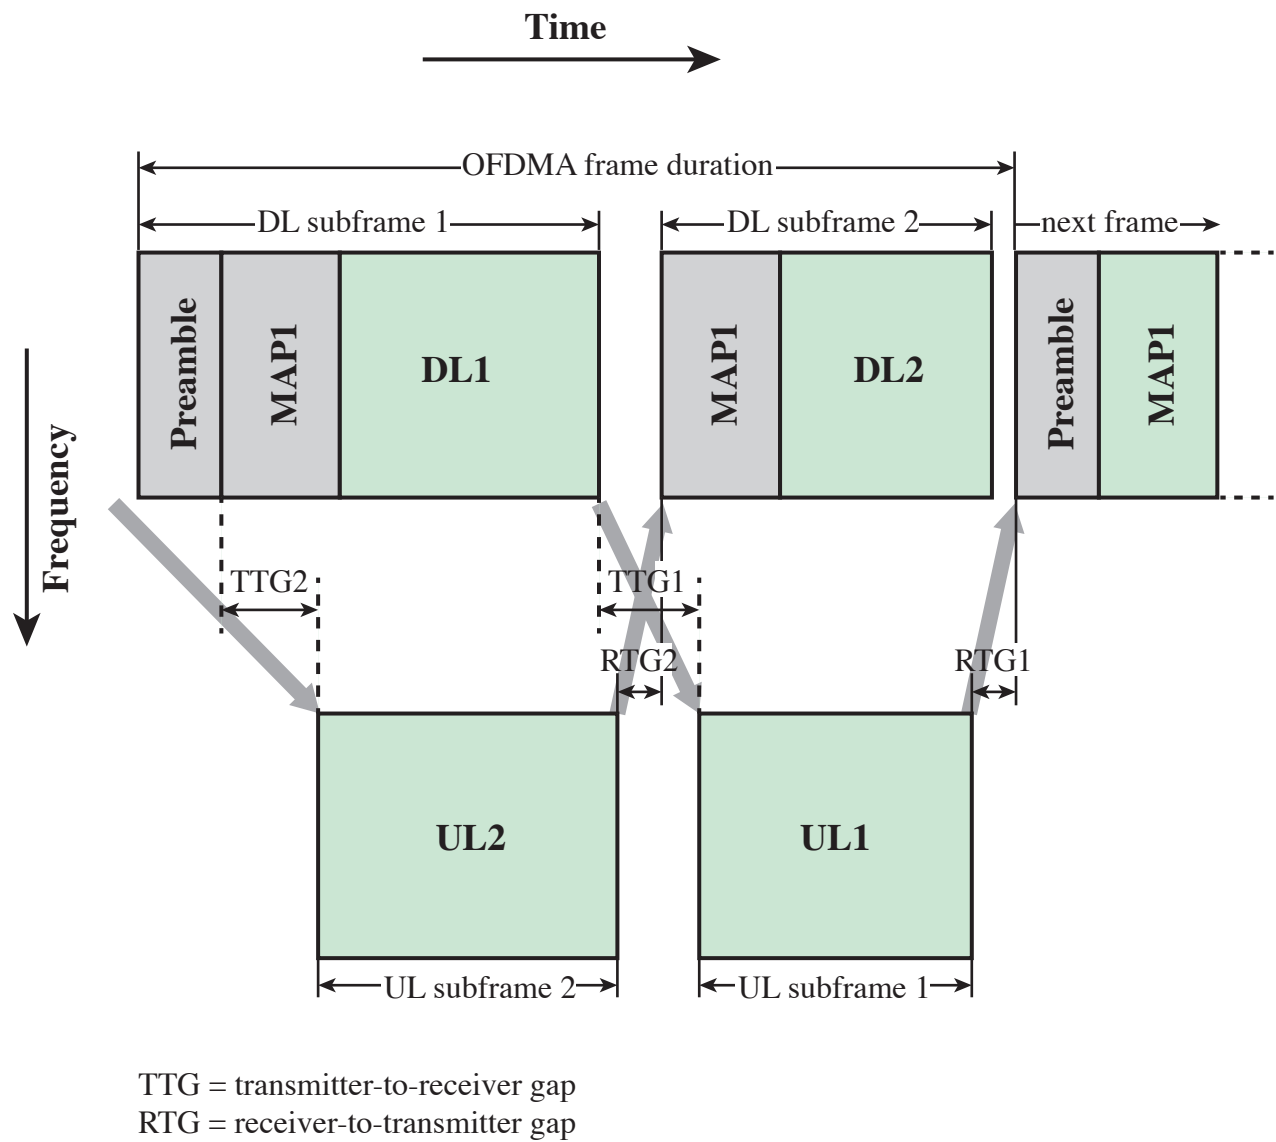 Time
OFDMA frame duration
DL subframe 1
DL subframe 2
next frame
Preamble
MAP1
DL1
MAP1
DL2
Preamble
MAP1
Frequency
TTG2
TTG1
RTG2
RTG1
UL2
UL1
UL subframe 2
UL subframe 1
TTG = transmitter-to-receiver gap
RTG = receiver-to-transmitter gap